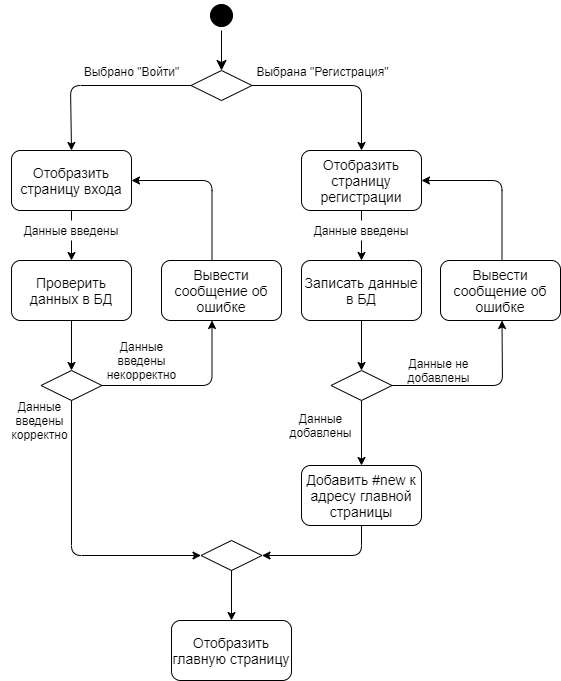 Выбрано "Войти"
Выбрана "Регистрация"
Отобразить
страницу входа
Отобразить
страницу
регистрации
Данные введены
Данные введены
Проверить
данных в БД
Вывести
сообщение об
ошибке
Записать данные
в БД
Вывести
сообщение об
ошибке
Данные
введены
некорректно
Данные не
добавлены
Данные
введены
корректно
Данные
добавлены
Добавить #new к
адресу главной
страницы
Отобразить
главную страницу